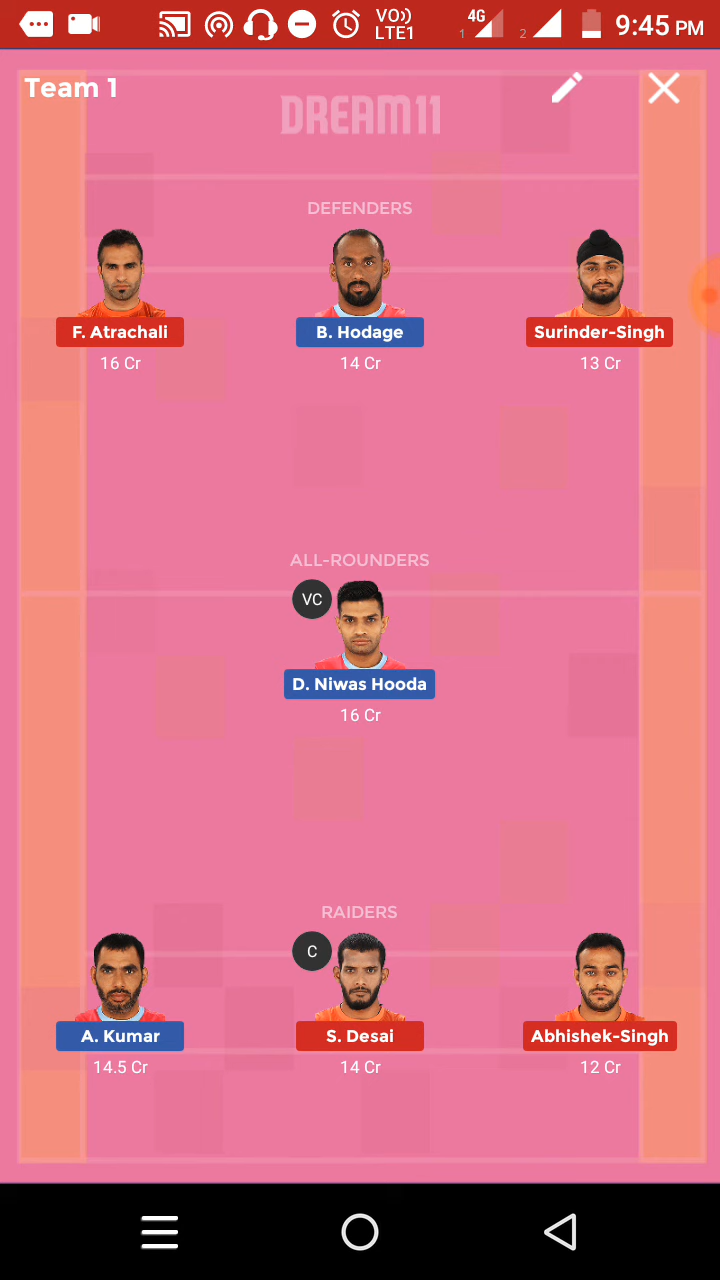 VO))
LTE1
4G
1
2
9:45 PM
Team 1
DREAM11
DEFENDERS
F. Atrachali
B. Hodage
Surinder-Singh
16 Cr
14 Cr
13 Cr
ALL-ROUNDERS
VC
D. Niwas Hooda
16 Cr
RAIDERS
C
A. Kumar
S. Desai
Abhishek-Singh
14.5 Cr
14 Cr
12 Cr